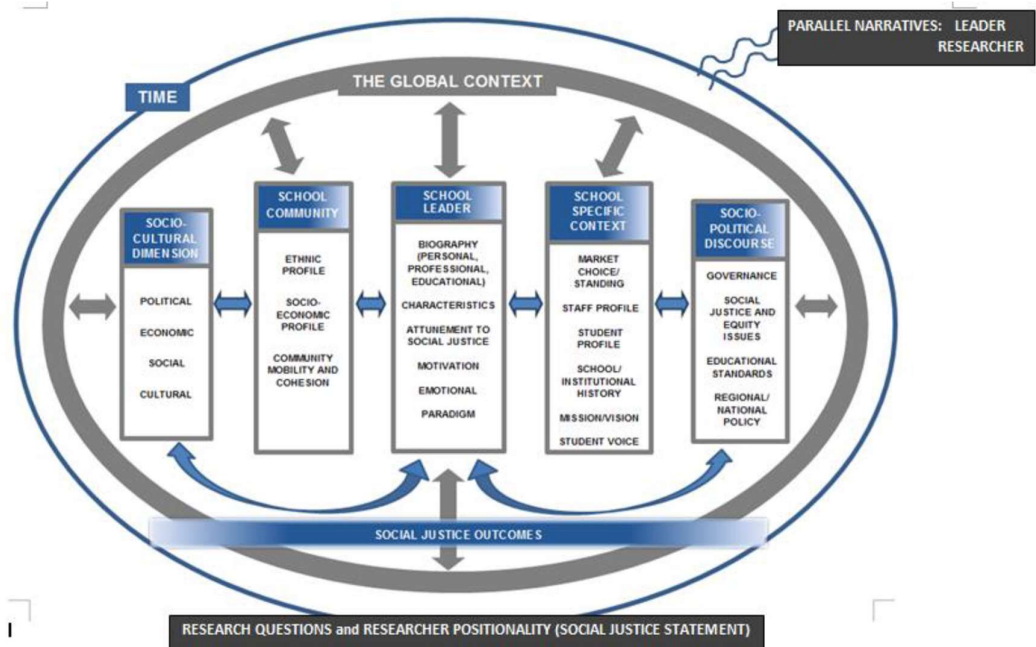 PARALLEL NARRATIVES: LEADER
RESEARCHER
THE GLOBAL CONTEXT
TIME
SOCIO-
CULTURAL
DIMENSION
POLITICAL
ECONOMIC
SOCIAL
CULTURAL
SCHOOL
COMMUNITY
ETHNIC
PROFILE
SOCIO-
ECONOMIC
PROFILE
COMMUNITY
MOBILITY AND
COHESION
SCHOOL
LEADER
BIOGRAPHY
(PERSONAL,
PROFESSIONAL,
EDUCATIONAL)
CHARACTERISTICS
ATTUNEMENT TO
SOCIAL JUSTICE
MOTIVATION
EMOTIONAL
PARADIGM
SCHOOL
SPECIFIC
CONTEXT
MARKET
CHOICE/
STANDING
STAFF PROFILE
STUDENT
PROFILE
SCHOOL/
INSTITUTIONAL
HISTORY
MISSION/VISION
STUDENT VOICE
SOCIO-
POLITICAL
DISCOURSE
GOVERNANCE
SOCIAL
JUSTICE AND
EQUITY
ISSUES
EDUCATIONAL
STANDARDS
REGIONAL/
NATIONAL
POLICY
SOCIAL JUSTICE OUTCOMES
RESEARCH QUESTIONS and RESEARCHER POSITIONALITY (SOCIAL JUSTICE STATEMENT)